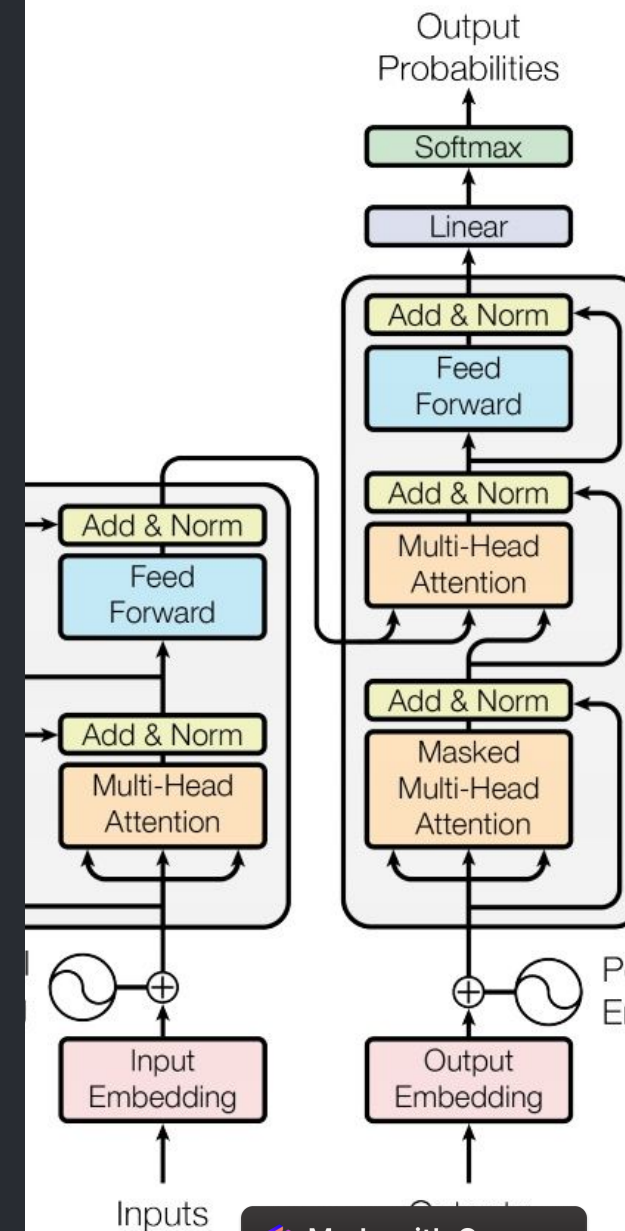 Output
Probabilities
Softmax
Linear
Add & Norm
Feed
Forward
Add & Norm
Multi-Head
Attention
Add & Norm
Masked
Multi-Head
Attention
Add & Norm
Feed
Forward
Add & Norm
Multi-Head
Attention
Input
Embedding
Output
Embedding
Inputs